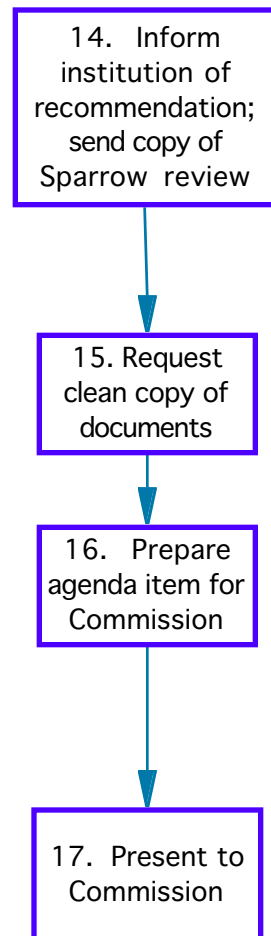 14. Inform
institution of
recommendation;
send copy of
Sparrow review
15. Request
clean copy of
documents
16. Prepare
agenda item for
Commission
17. Present to
Commission